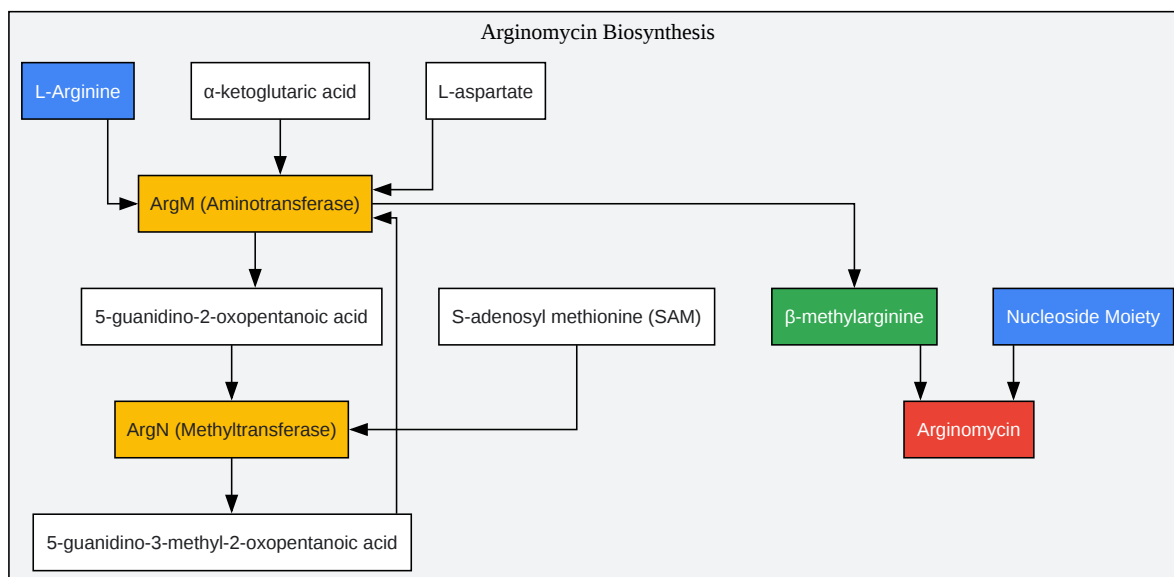 Arginomycin Biosynthesis
L-Arginine
α-ketoglutaric acid
L-aspartate
ArgM (Aminotransferase)
5-guanidino-2-oxopentanoic acid
S-adenosyl methionine (SAM)
β-methylarginine
Nucleoside Moiety
ArgN (Methyltransferase)
Arginomycin
5-guanidino-3-methyl-2-oxopentanoic acid